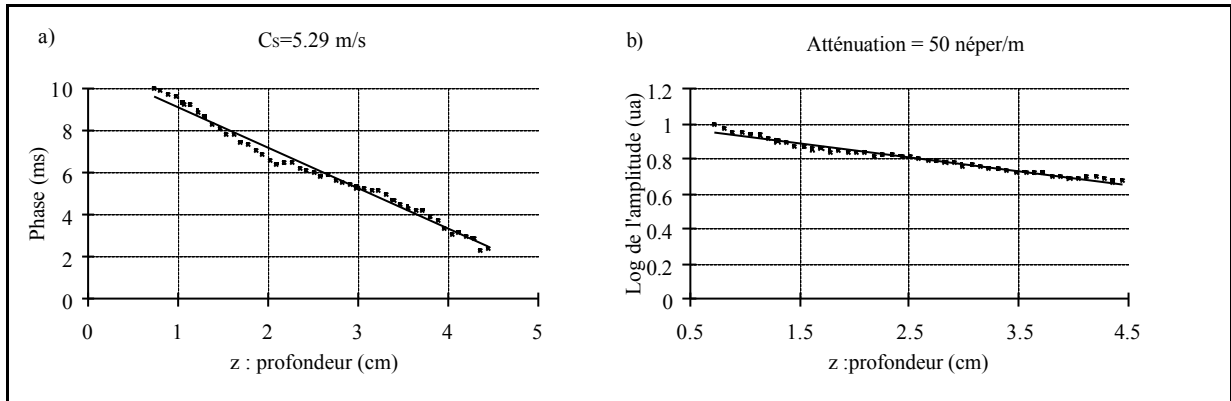 a)
Cs=5.29 m/s
10
8
6
4
2
0
Phase (ms)
0 1 2 3 4 5
z : profondeur (cm)
b)
Atténuation = 50 néper/m
1.2
1
0.8
0.6
0.4
0.2
0
Log de l'amplitude (ua)
0.5 1.5 2.5 3.5 4.5
z :profondeur (cm)